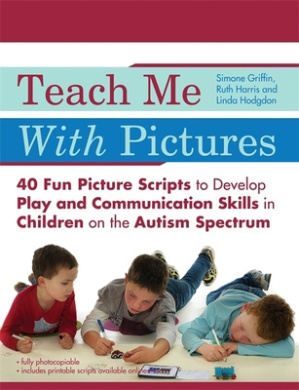 Teach Me
Simone Griffin,
Ruth Harris and
Linda Hodgdon
With Pictures
40 Fun Picture Scripts to Develop
Play and Communication Skills in
Children on the Autism Spectrum
• fully photocopiable
• includes printable scripts available online